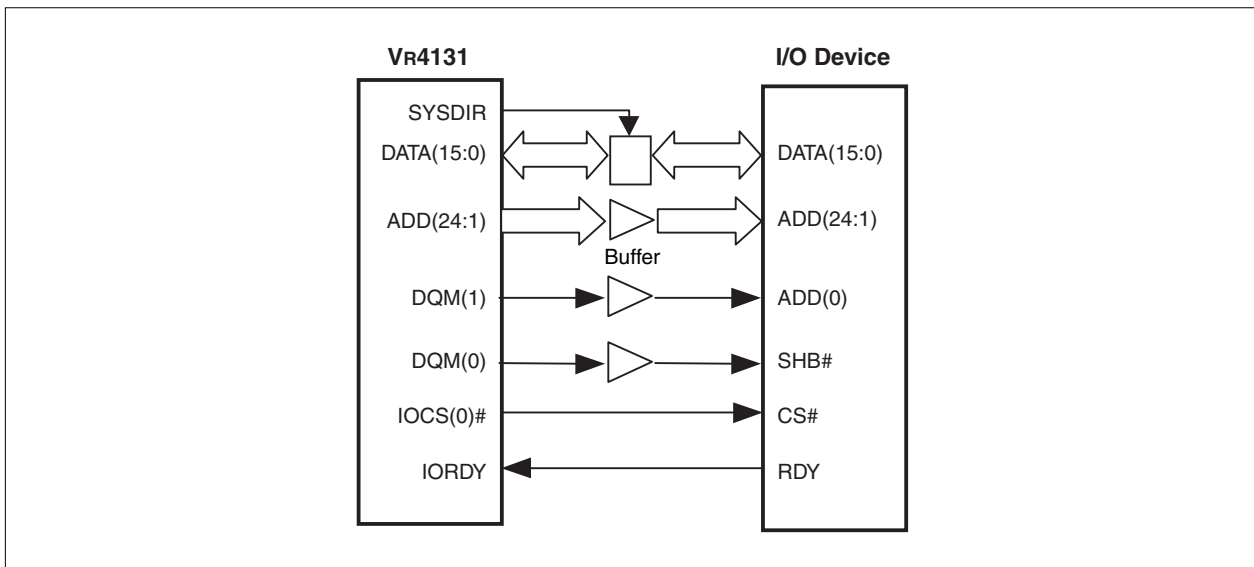 VR4131 I/O Device
SYSDIR
DATA(15:0) DATA(15:0)
ADD(24:1) ADD(24:1)
Buffer
DQM(1) ADD(0)
DQM(0) SHB#
IOCS(0)# CS#
IORDY RDY